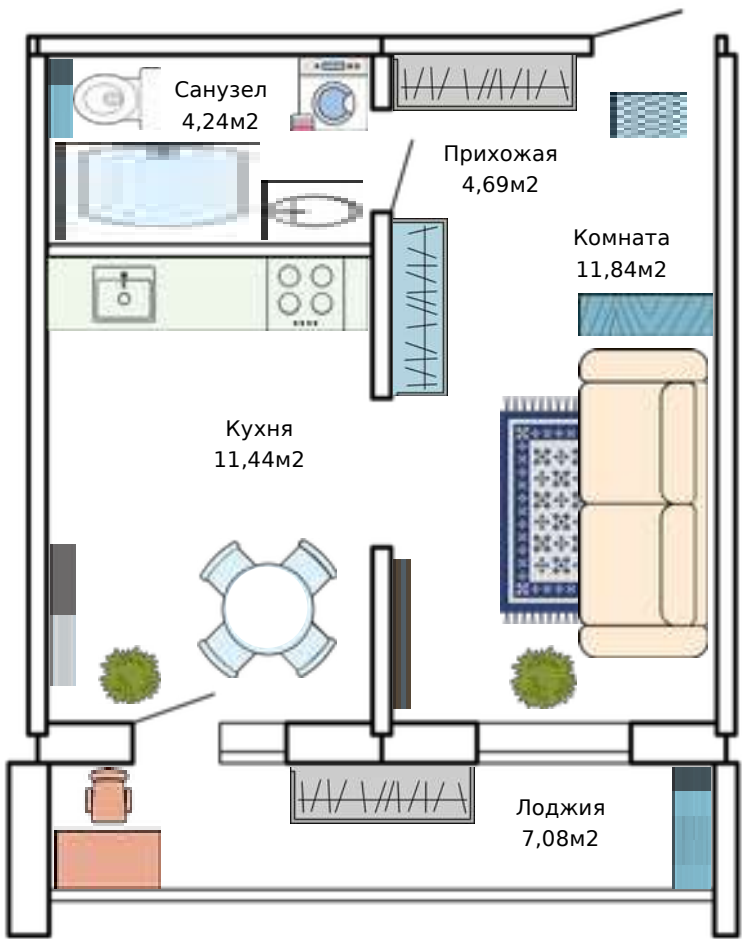 Санузел
4,24м2
Прихожая
4,69м2
Комната
11,84м2
Кухня
11,44м2
Лоджия
7,08м2